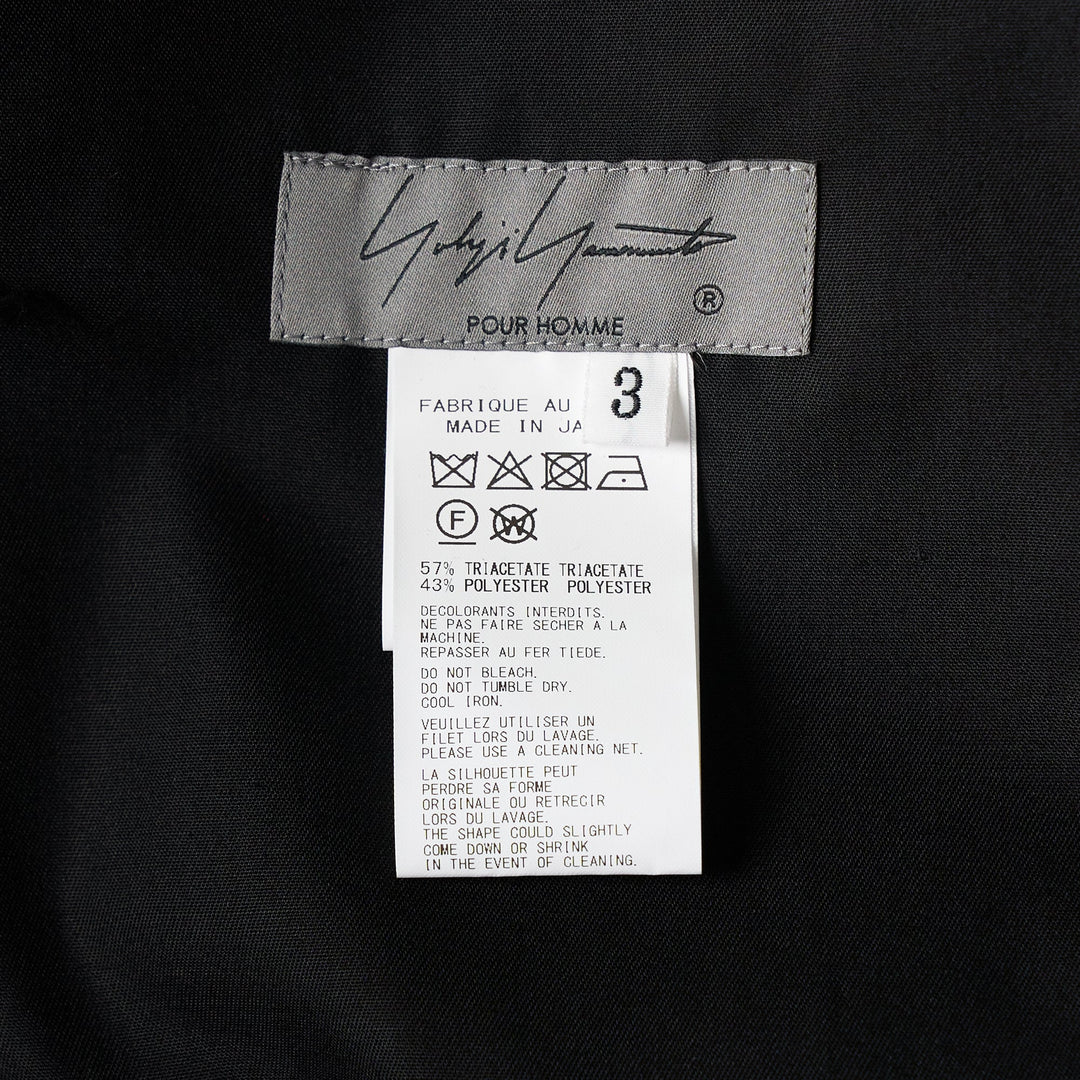 Yohji Yamamoto
®
POUR HOMME
3
FABRIQUE AU
MADE IN JA
F
W
57% TRIACETATE TRIACETATE
43% POLYESTER POLYESTER
DECOLORANTS INTERDITS.
NE PAS FAIRE SECHER A LA
MACHINE.
REPASSER AU FER TIEDE.
DO NOT BLEACH.
DO NOT TUMBLE DRY.
COOL IRON.
VEUILLEZ UTILISER UN
FILET LORS DU LAVAGE.
PLEASE USE A CLEANING NET.
LA SILHOUETTE PEUT
PERDRE SA FORME
ORIGINALE OU RETRECIR
LORS DU LAVAGE.
THE SHAPE COULD SLIGHTLY
COME DOWN OR SHRINK
IN THE EVENT OF CLEANING.